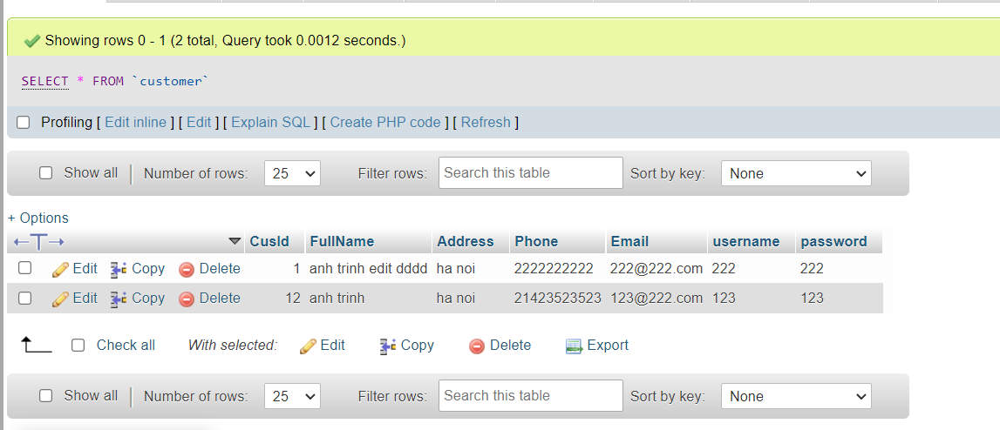 Showing rows 0 - 1 (2 total, Query took 0.0012 seconds.)
SELECT * FROM `customer`
Profiling [ Edit inline ] [ Edit ] [ Explain SQL ] [ Create PHP code ] [ Refresh ]
Show all | Number of rows: 25 Filter rows: Search this table Sort by key: None
+ Options
←T→ CusId FullName Address Phone Email username password
Edit Copy Delete 1 anh trinh edit dddd ha noi 2222222222 222@222.com 222 222
Edit Copy Delete 12 anh trinh ha noi 21423523523 123@222.com 123 123
Check all With selected: Edit Copy Delete Export
Show all | Number of rows: 25 Filter rows: Search this table Sort by key: None